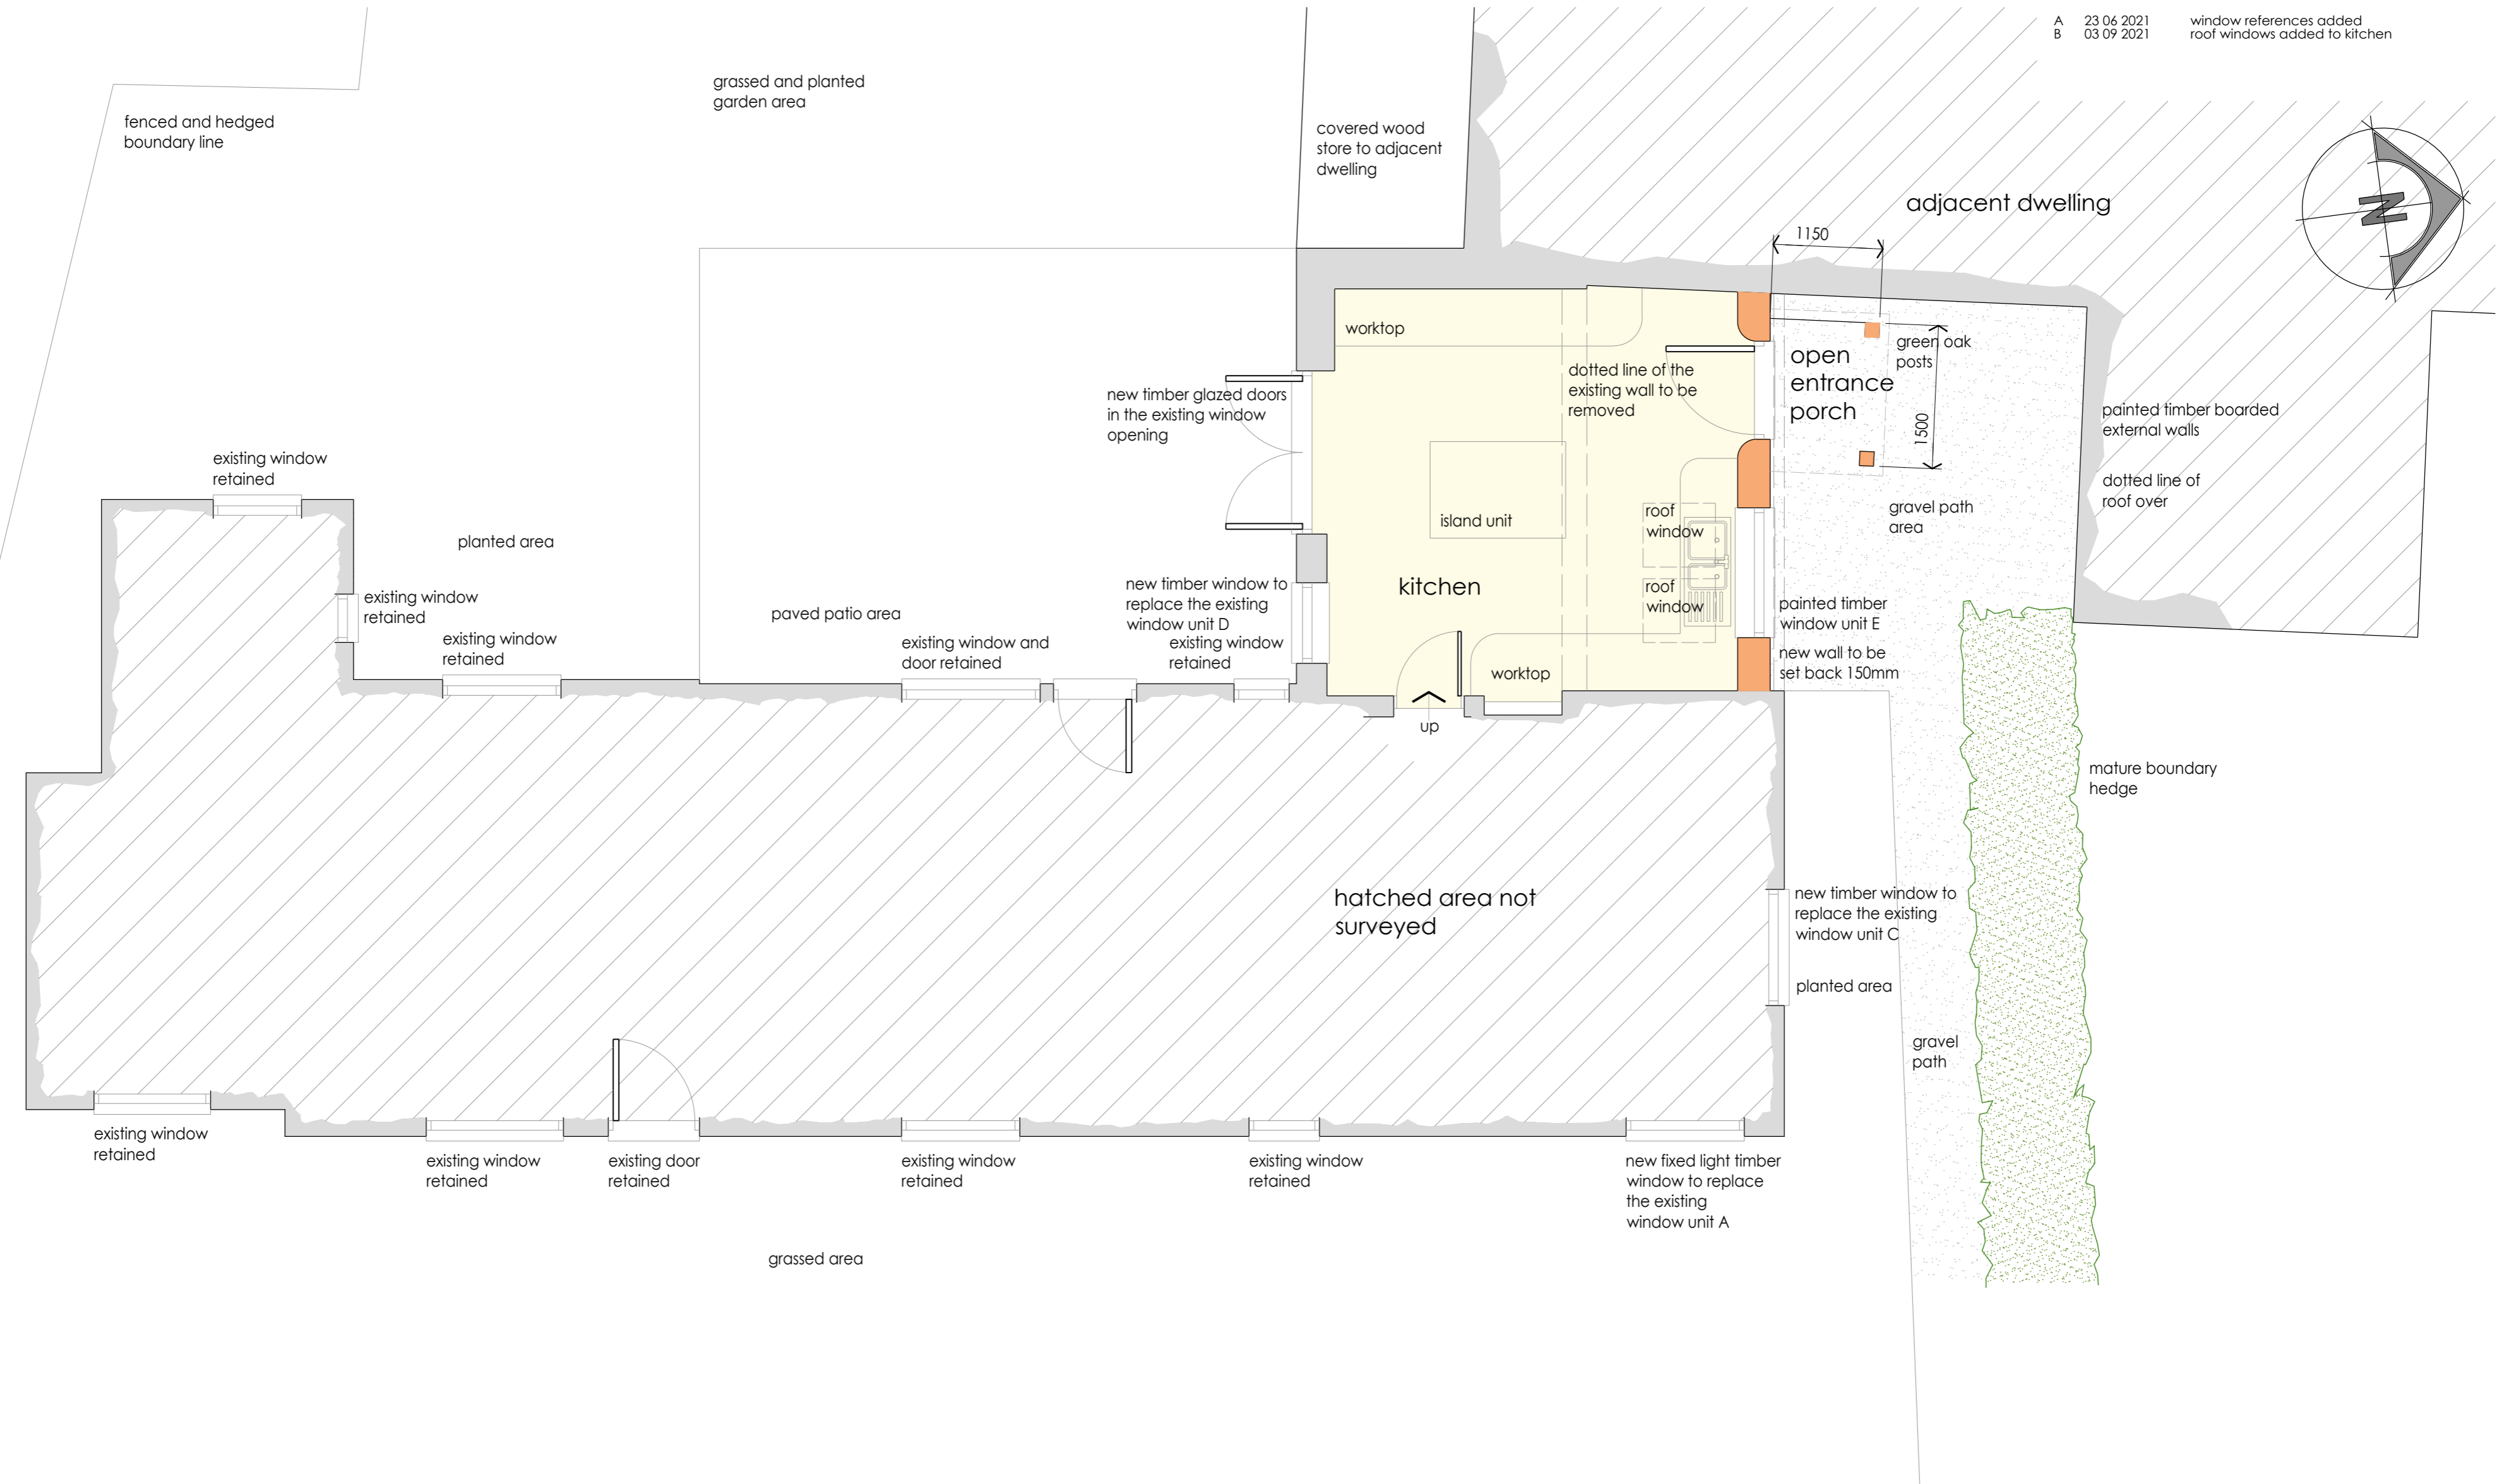 A 23 06 2021 window references added
B 03 09 2021 roof windows added to kitchen
grassed and planted
garden area
fenced and hedged
boundary line
covered wood
store to adjacent
dwelling
adjacent dwelling
N
1150
worktop
open
entrance
porch
green oak
posts
1500
dotted line of the
existing wall to be
removed
new timber glazed doors
in the existing window
opening
painted timber boarded
external walls
dotted line of
roof over
existing window
retained
planted area
island unit
roof
window
gravel path
area
kitchen
roof
window
new timber window to
replace the existing
window unit D
existing window
retained
paved patio area
existing window
retained
existing window
retained
existing window and
door retained
painted timber
window unit E
new wall to be
set back 150mm
worktop
up
mature boundary
hedge
hatched area not
surveyed
new timber window to
replace the existing
window unit C
planted area
gravel
path
existing window
retained
existing window
retained
existing door
retained
existing window
retained
existing window
retained
new fixed light timber
window to replace
the existing
window unit A
grassed area